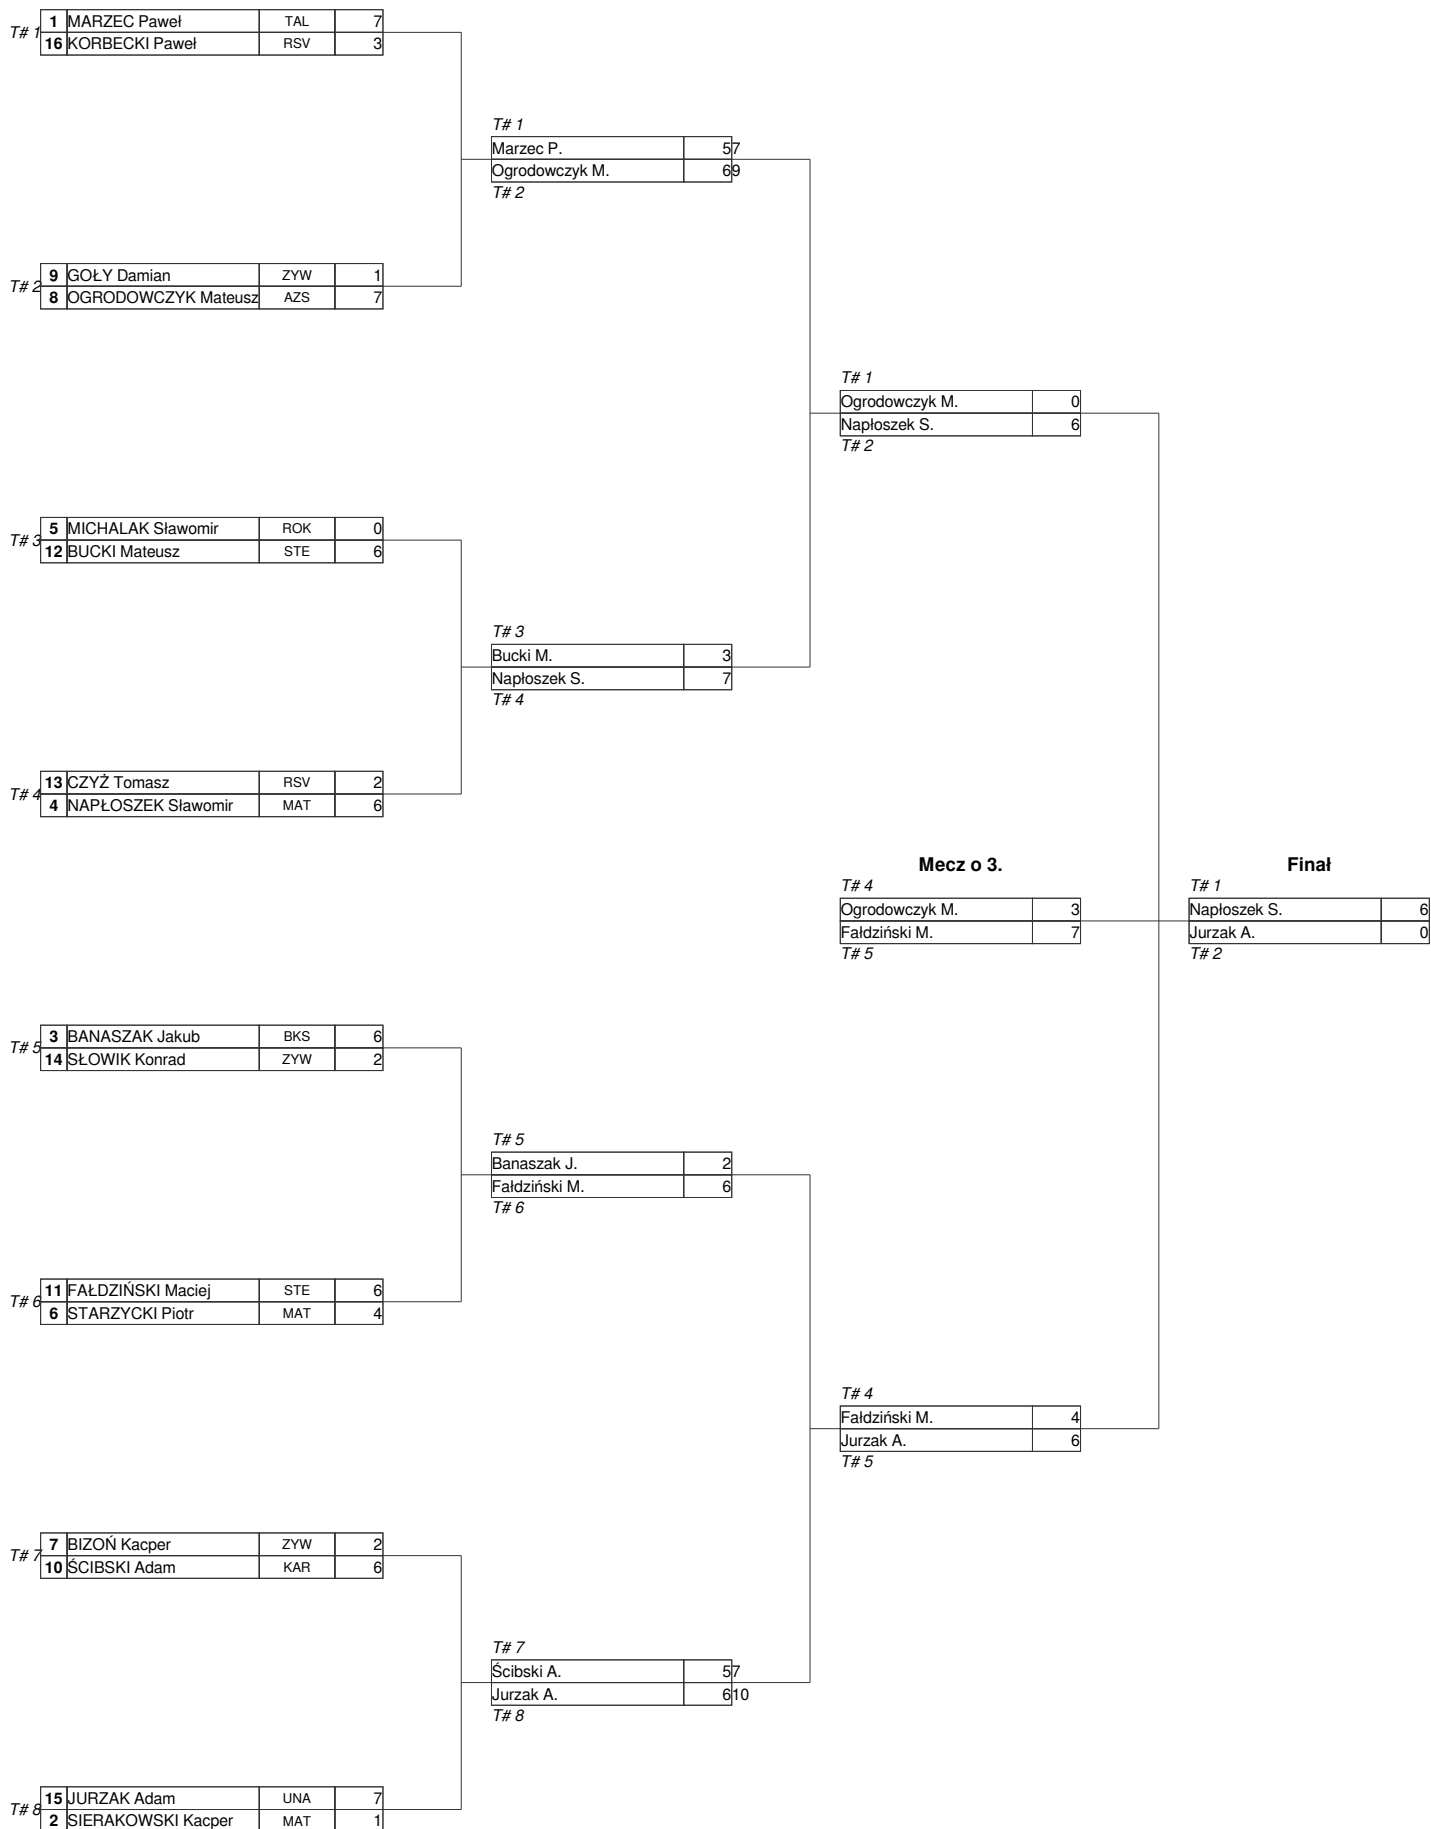 T# 1
1 MARZEC Paweł TAL 7
16 KORBECKI Paweł RSV 3
T# 1
Marzec P. 5 7
Ogrodowczyk M. 6 9
T# 2
T# 2
9 GOŁY Damian ZYW 1
8 OGRODOWCZYK Mateusz AZS 7
T# 1
Ogrodowczyk M. 0
Napłoszek S. 6
T# 2
T# 3
5 MICHALAK Sławomir ROK 0
12 BUCKI Mateusz STE 6
T# 3
Bucki M. 3
Napłoszek S. 7
T# 4
T# 4
13 CZYŻ Tomasz RSV 2
4 NAPŁOSZEK Sławomir MAT 6
Mecz o 3.
T# 4
Ogrodowczyk M. 3
Fałdziński M. 7
T# 5
Finał
T# 1
Napłoszek S. 6
Jurzak A. 0
T# 2
T# 5
3 BANASZAK Jakub BKS 6
14 SŁOWIK Konrad ZYW 2
T# 5
Banaszak J. 2
Fałdziński M. 6
T# 6
T# 6
11 FAŁDZIŃSKI Maciej STE 6
6 STARZYCKI Piotr MAT 4
T# 4
Fałdziński M. 4
Jurzak A. 6
T# 5
T# 7
7 BIZOŃ Kacper ZYW 2
10 ŚCIBSKI Adam KAR 6
T# 7
Ścibski A. 5 7
Jurzak A. 6 10
T# 8
T# 8
15 JURZAK Adam UNA 7
2 SIERAKOWSKI Kacper MAT 1